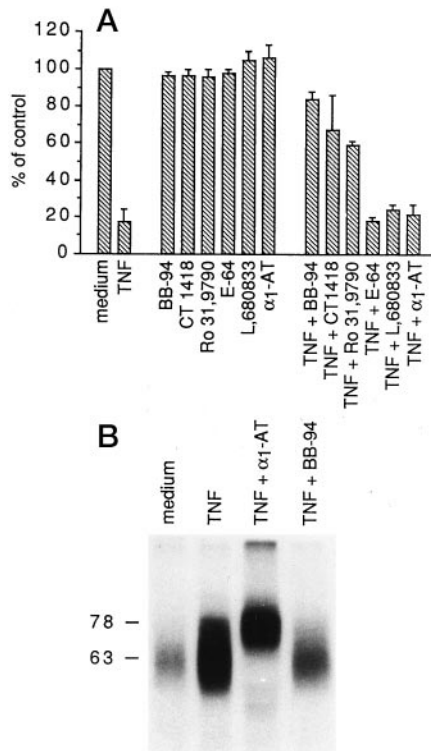 A
% of control
120
100
80
60
40
20
0
medium
TNF
BB-94
CT 1418
Ro 31,9790
E-64
L,680833
α1-AT
TNF + BB-94
TNF + CT1418
TNF + Ro 31,9790
TNF + E-64
TNF + L,680833
TNF + α1-AT
B
medium
TNF
TNF + α1-AT
TNF + BB-94
78 –
63 –